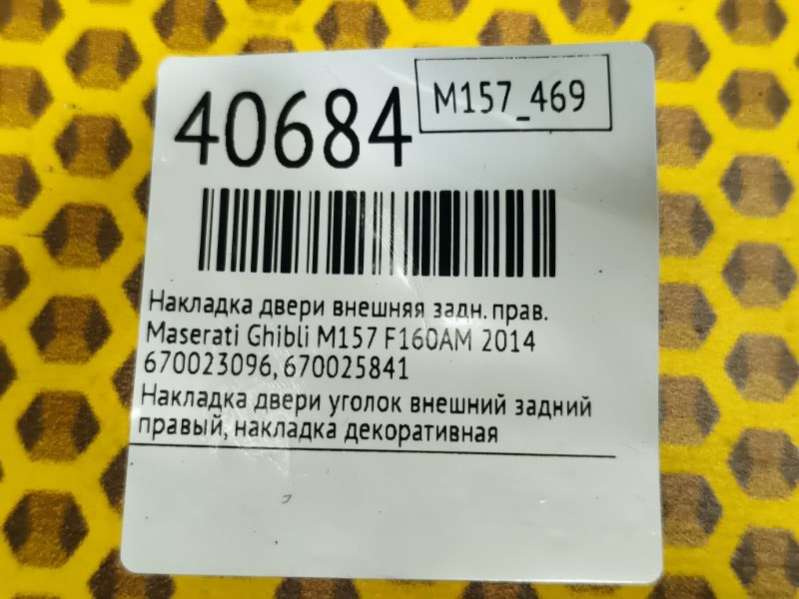 40684
M157_469
Накладка двери внешняя задн. прав.
Maserati Ghibli M157 F160AM 2014
670023096, 670025841
Накладка двери уголок внешний задний
правый, накладка декоративная